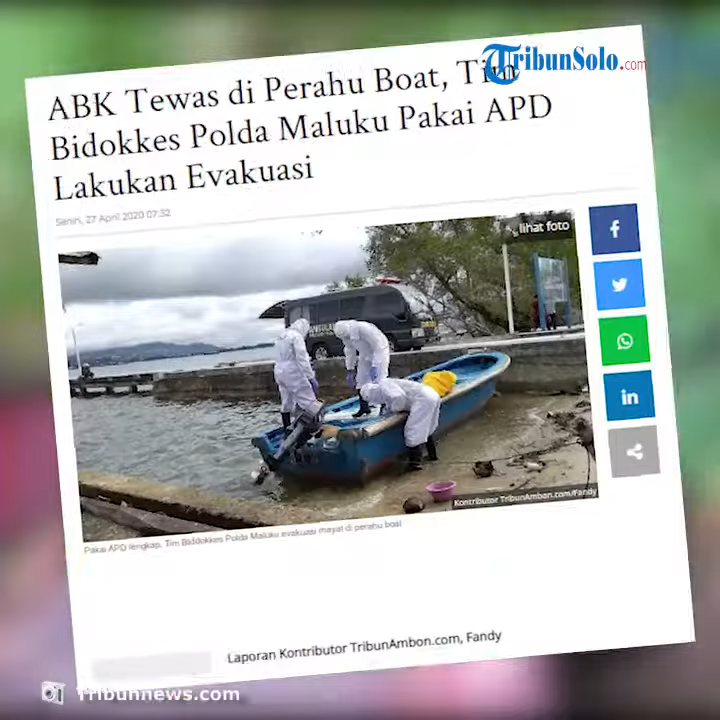 TribunSolo.com
ABK Tewas di Perahu Boat, Tim
Bidokkes Polda Maluku Pakai APD
Lakukan Evakuasi
Senin, 27 April 2020 07:32
lihat foto
Kontributor TribunAmbon.com/Fandy
Pakai APD lengkap, Tim Biddokkes Polda Maluku evakuasi mayat di perahu boat
Laporan Kontributor TribunAmbon.com, Fandy
Tribunnews.com